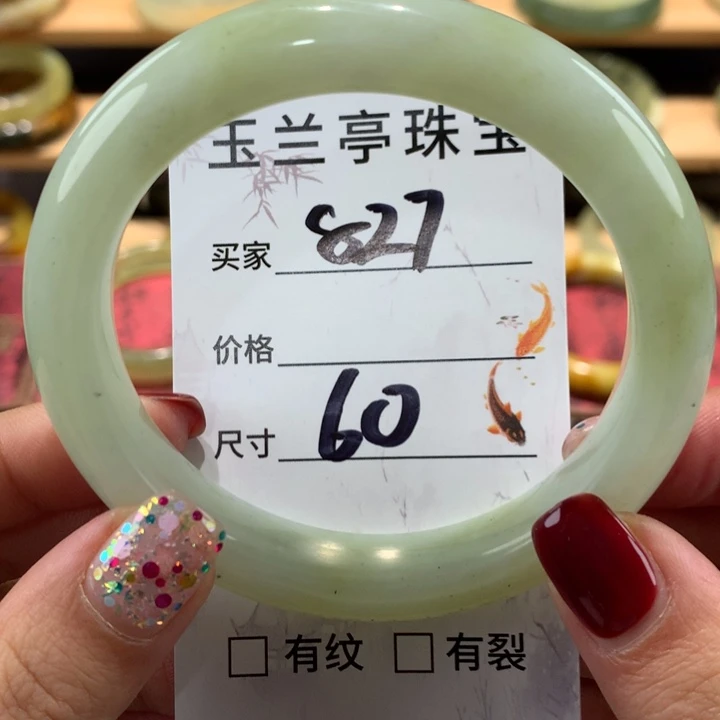 玉兰亭珠宝
买家 827
价格
尺寸 60
□有纹 □有裂